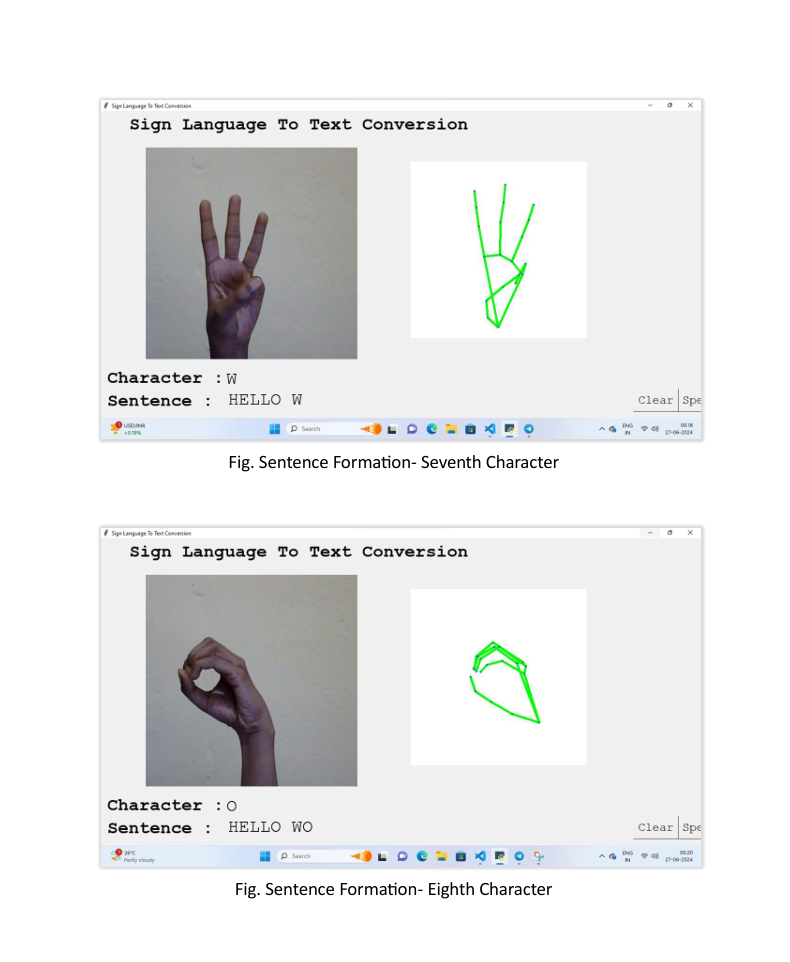 Sign Language To Text Conversion
Sign Language To Text Conversion
Character : W
Sentence : HELLO W
Clear Spe
USD/INR
+0.18%
Search
ENG
IN
00:18
27-06-2024
Fig. Sentence Formation- Seventh Character
Sign Language To Text Conversion
Sign Language To Text Conversion
Character : O
Sentence : HELLO WO
Clear Spe
26°C
Partly cloudy
Search
ENG
IN
00:20
27-06-2024
Fig. Sentence Formation- Eighth Character